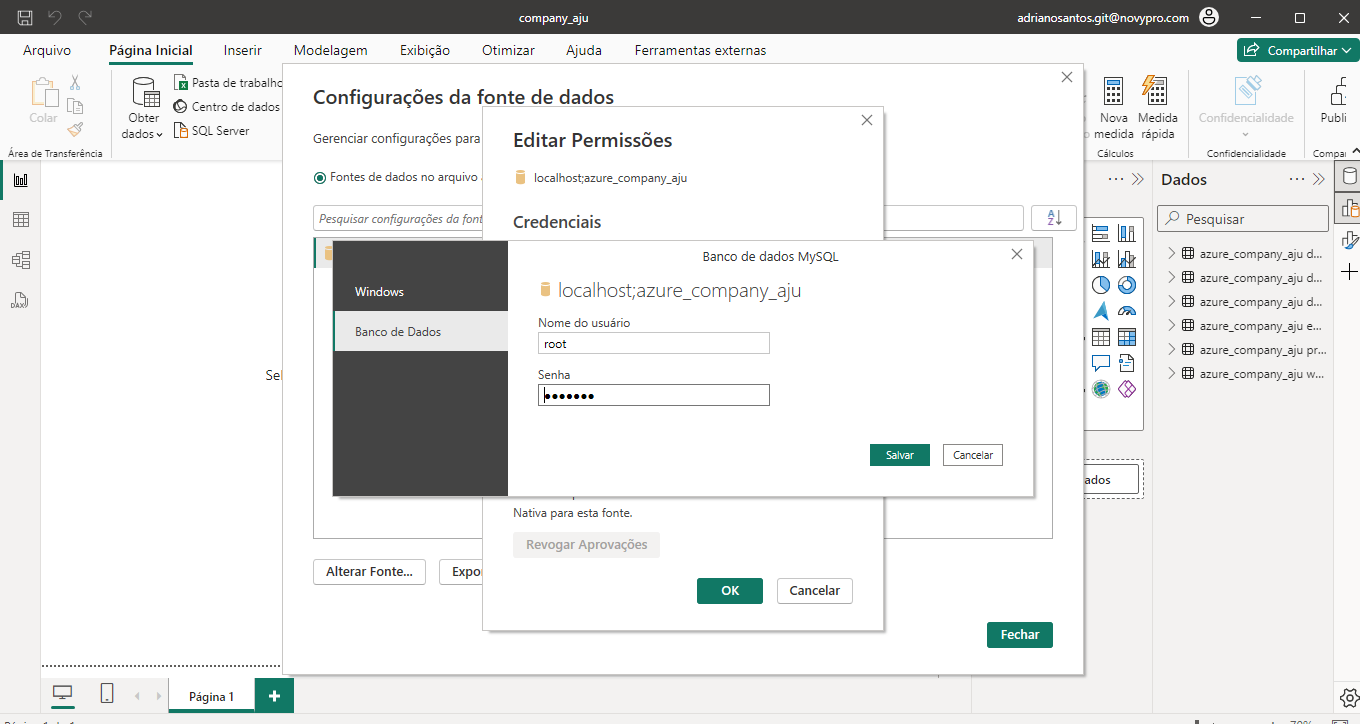 company_aju
adrianosantos.git@novypro.com
Arquivo
Página Inicial
Inserir
Modelagem
Exibição
Otimizar
Ajuda
Ferramentas externas
Compartilhar
Colar
Obter
dados
Pasta de trabalho
Centro de dados
SQL Server
Área de Transferência
Nova
medida
Medida
rápida
Cálculos
Confidencialidade
Confidencialidade
Publi
Compar
Configurações da fonte de dados
Gerenciar configurações para
Fontes de dados no arquivo
Pesquisar configurações da font
A
Z
Editar Permissões
localhost;azure_company_aju
Credenciais
Banco de dados MySQL
Windows
Banco de Dados
localhost;azure_company_aju
Nome do usuário
root
Senha
Salvar
Cancelar
Nativa para esta fonte.
Revogar Aprovações
OK
Cancelar
Alterar Fonte...
Expo
Fechar
Sel
Dados
Pesquisar
azure_company_aju d...
azure_company_aju d...
azure_company_aju d...
azure_company_aju e...
azure_company_aju pr...
azure_company_aju w...
ados
DAX
Página 1